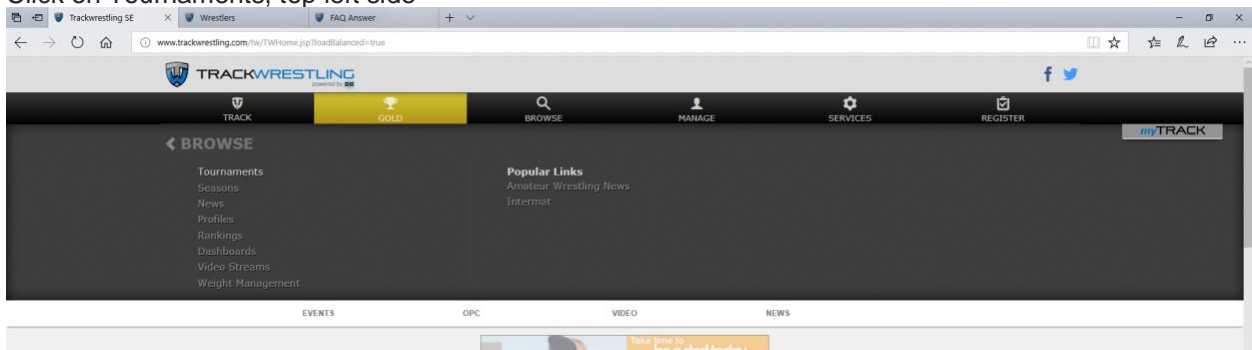 Click on Tournaments, top left side
Trackwrestling SE
Wrestlers
FAQ Answer
www.trackwrestling.com/tw/TWHome.jsp?loadBalanced=true
TRACKWRESTLING
powered by
TRACK
GOLD
BROWSE
MANAGE
SERVICES
REGISTER
myTRACK
BROWSE
Tournaments
Popular Links
Seasons
Amateur Wrestling News
News
Intermat
Profiles
Rankings
Dashboards
Video Streams
Weight Management
EVENTS
OPC
VIDEO
NEWS
Take time to